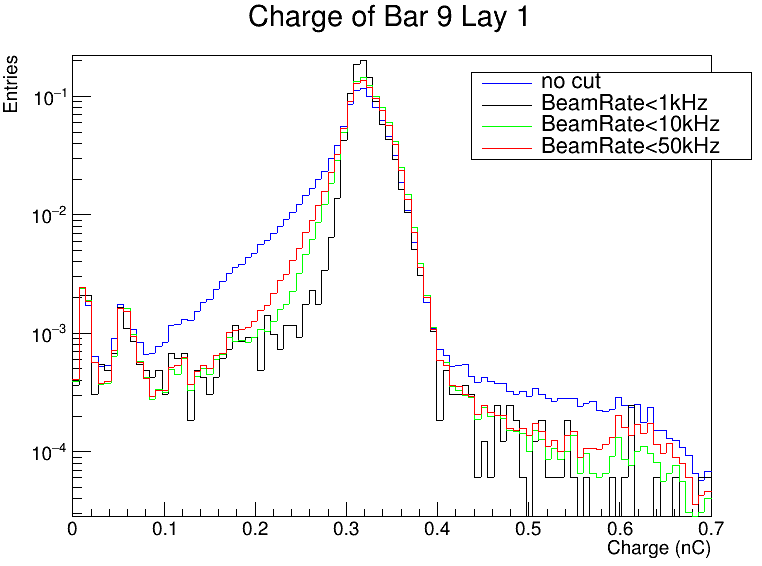 Charge of Bar 9 Lay 1
Entries
no cut
BeamRate<1kHz
BeamRate<10kHz
BeamRate<50kHz
10⁻¹
10⁻²
10⁻³
10⁻⁴
0 0.1 0.2 0.3 0.4 0.5 0.6 0.7
Charge (nC)